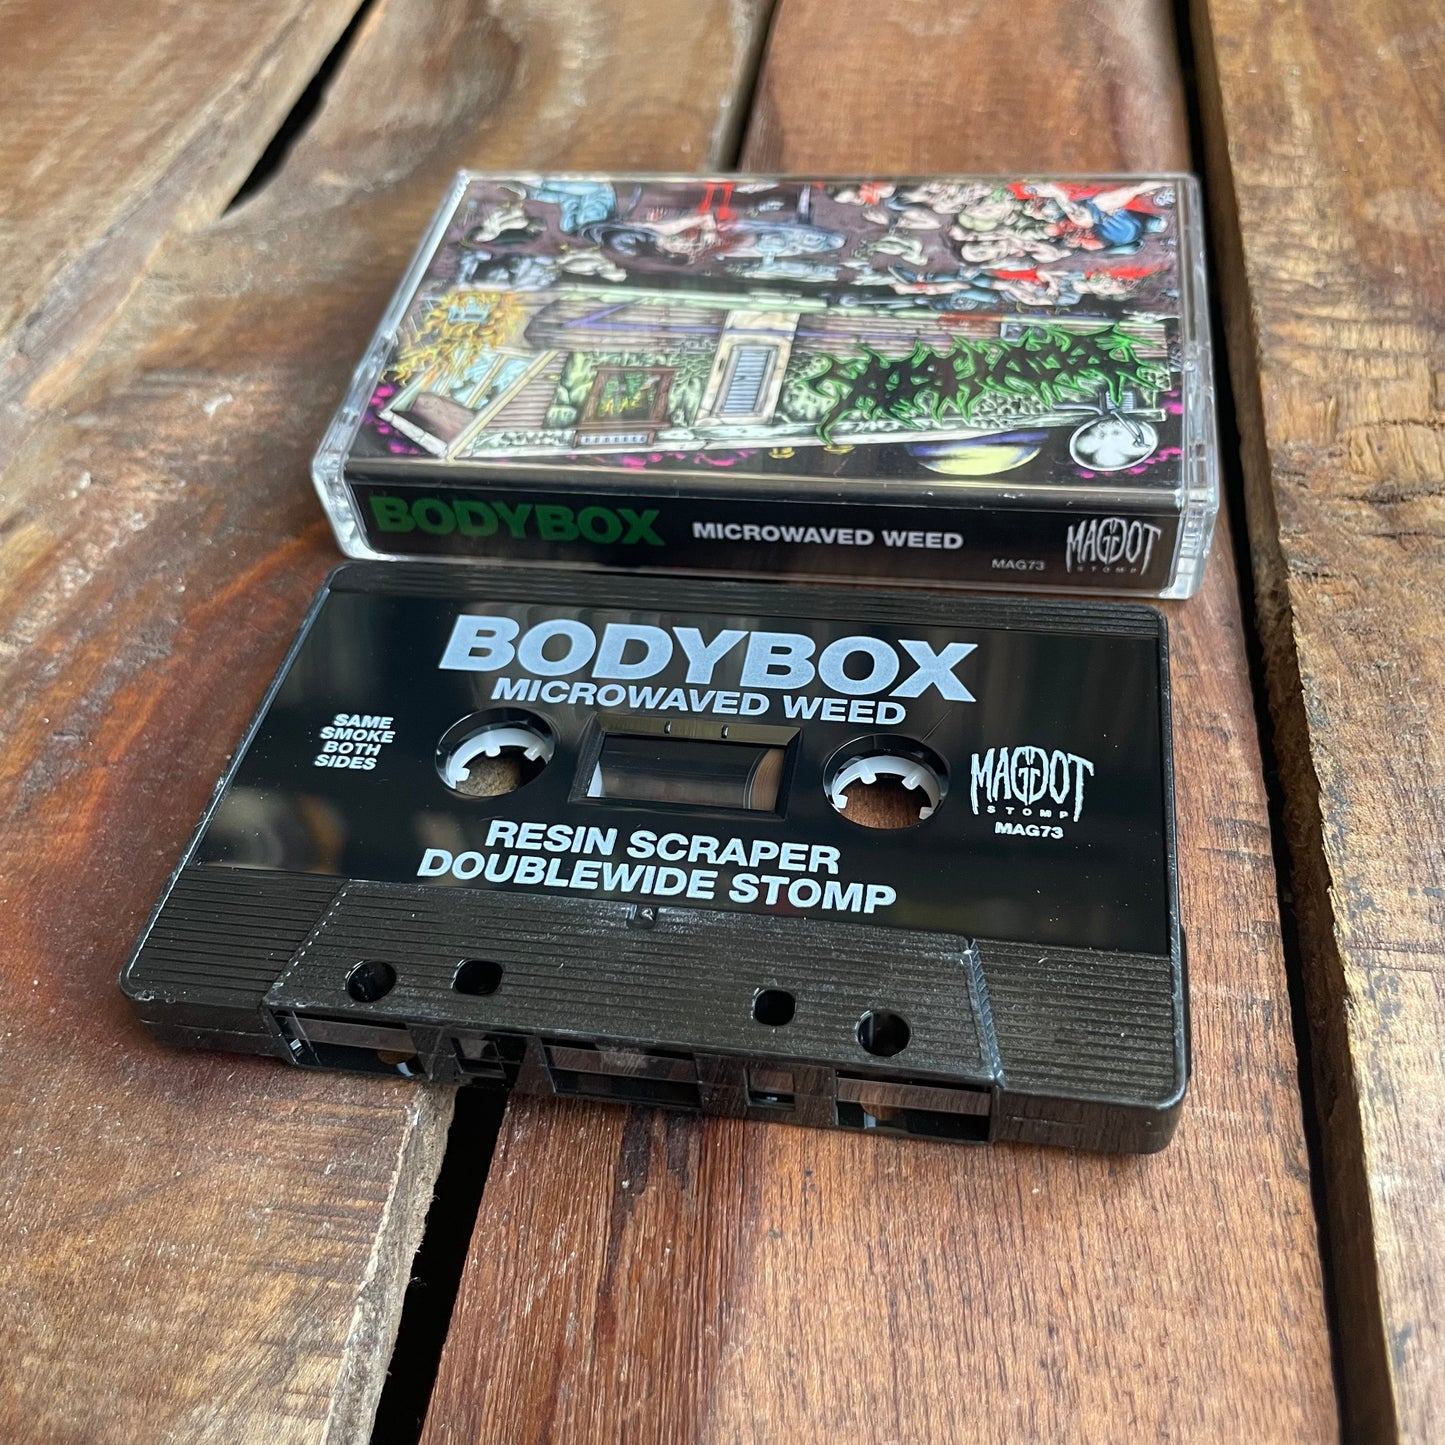 BODYBOX MICROWAVED WEED MAG73 MAGGOT
STOMP
BODYBOX
MICROWAVED WEED
SAME
SMOKE
BOTH
SIDES
MAGGOT
STOMP
MAG73
RESIN SCRAPER
DOUBLEWIDE STOMP
A